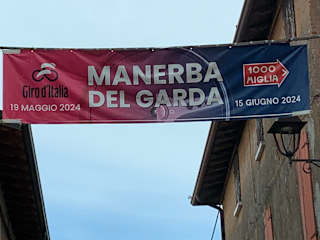 Giro d'Italia
19 MAGGIO 2024
MANERBA
DEL GARDA
1000
MIGLIA
15 GIUGNO 2024